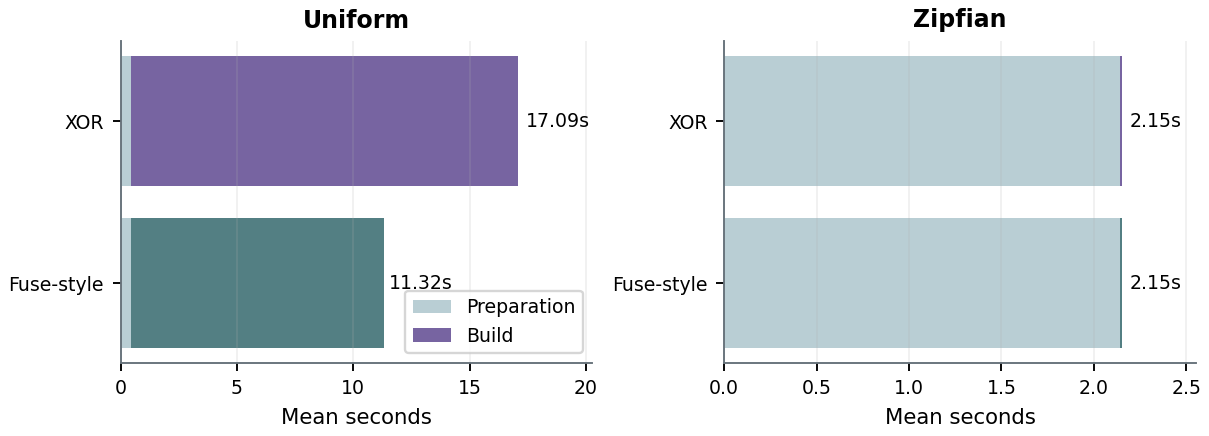 Uniform
XOR
17.09s
Fuse-style
11.32s
Preparation
Build
0 5 10 15 20
Mean seconds
Zipfian
XOR
2.15s
Fuse-style
2.15s
0.0 0.5 1.0 1.5 2.0 2.5
Mean seconds